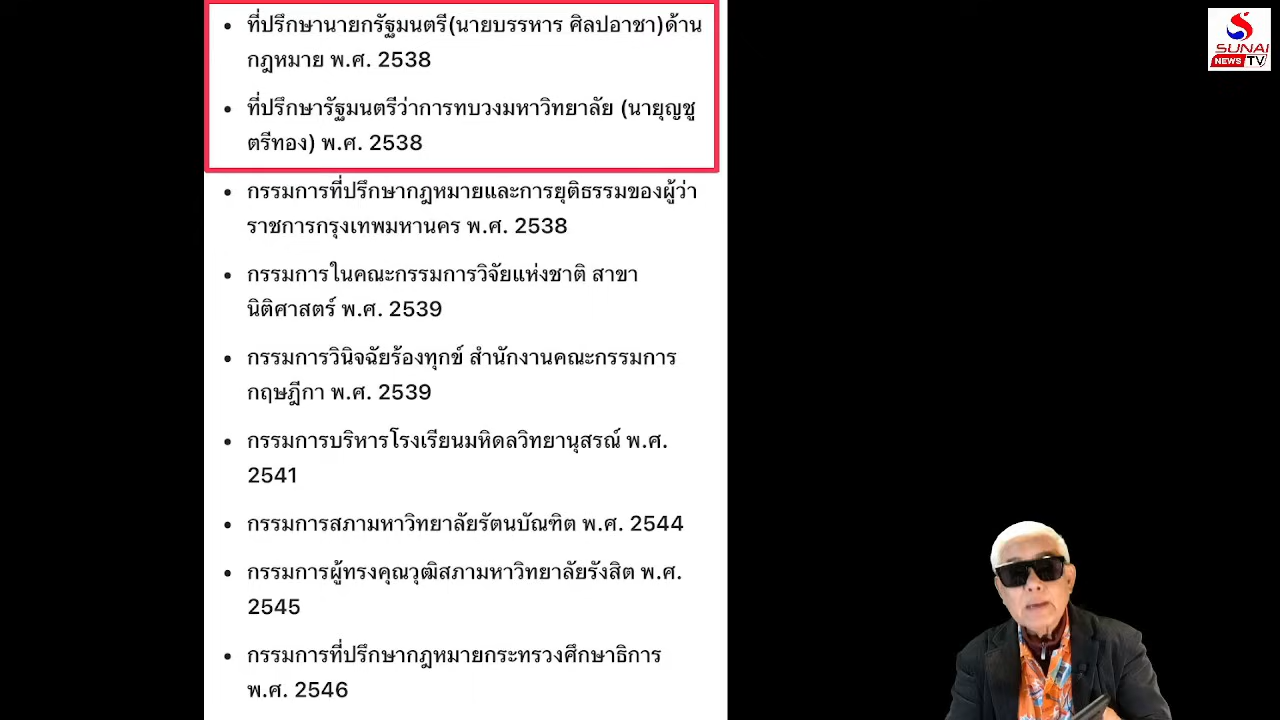 ที่ปรึกษานายกรัฐมนตรี(นายบรรหาร ศิลปอาชา)ด้าน
กฎหมาย พ.ศ. 2538
ที่ปรึกษารัฐมนตรีว่าการทบวงมหาวิทยาลัย (นายุญชู
ตรีทอง) พ.ศ. 2538
กรรมการที่ปรึกษากฎหมายและการยุติธรรมของผู้ว่า
ราชการกรุงเทพมหานคร พ.ศ. 2538
กรรมการในคณะกรรมการวิจัยแห่งชาติ สาขา
นิติศาสตร์ พ.ศ. 2539
กรรมการวินิจฉัยร้องทุกข์ สำนักงานคณะกรรมการ
กฤษฎีกา พ.ศ. 2539
กรรมการบริหารโรงเรียนมหิดลวิทยานุสรณ์ พ.ศ.
2541
กรรมการสภามหาวิทยาลัยรัตนบัณฑิต พ.ศ. 2544
กรรมการผู้ทรงคุณวุฒิสภามหาวิทยาลัยรังสิต พ.ศ.
2545
กรรมการที่ปรึกษากฎหมายกระทรวงศึกษาธิการ
พ.ศ. 2546
SUNAI
NEWS TV